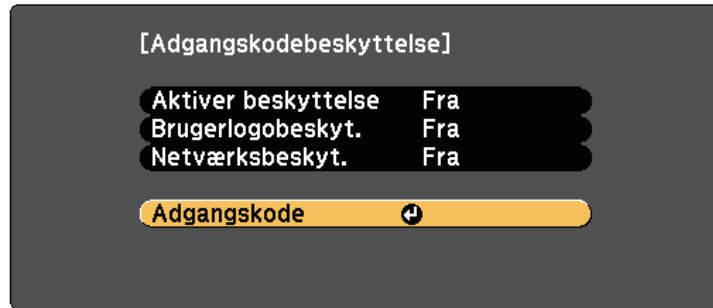 [Adgangskodebeskyttelse]
Aktiver beskyttelse Fra
Brugerlogobeskyt. Fra
Netværksbeskyt. Fra
Adgangskode